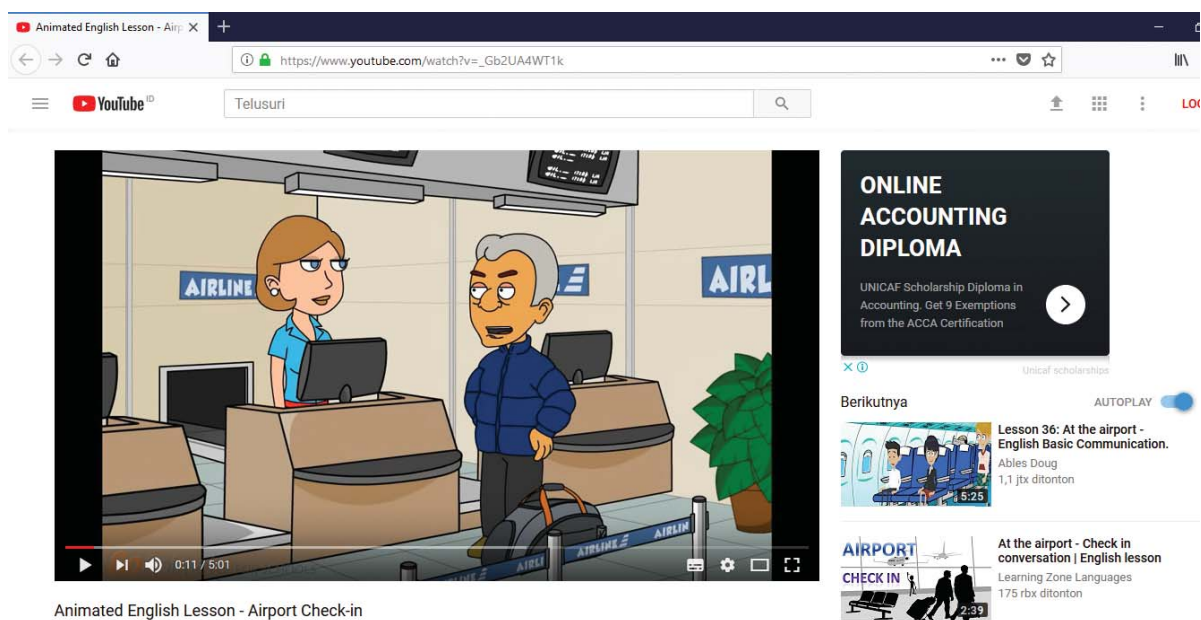 Animated English Lesson - Airp
https://www.youtube.com/watch?v=_Gb2UA4WT1k
YouTube ID
Telusuri
LOG
AIRLINE
AIRL
AIRLINE
AIRLINE
AIRLI
0:11 / 5:01
Animated English Lesson - Airport Check-in
ONLINE
ACCOUNTING
DIPLOMA
UNICAF Scholarship Diploma in
Accounting. Get 9 Exemptions
from the ACCA Certification
Unicaf scholarships
Berikutnya
AUTOPLAY
5:25
Lesson 36: At the airport -
English Basic Communication.
Ables Doug
1,1 jtx ditonton
AIRPORT
CHECK IN
2:39
At the airport - Check in
conversation | English lesson
Learning Zone Languages
175 rbx ditonton